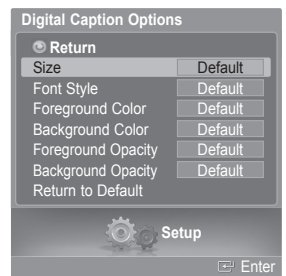 Digital Caption Options
Return
Size Default
Font Style Default
Foreground Color Default
Background Color Default
Foreground Opacity Default
Background Opacity Default
Return to Default
Setup
Enter